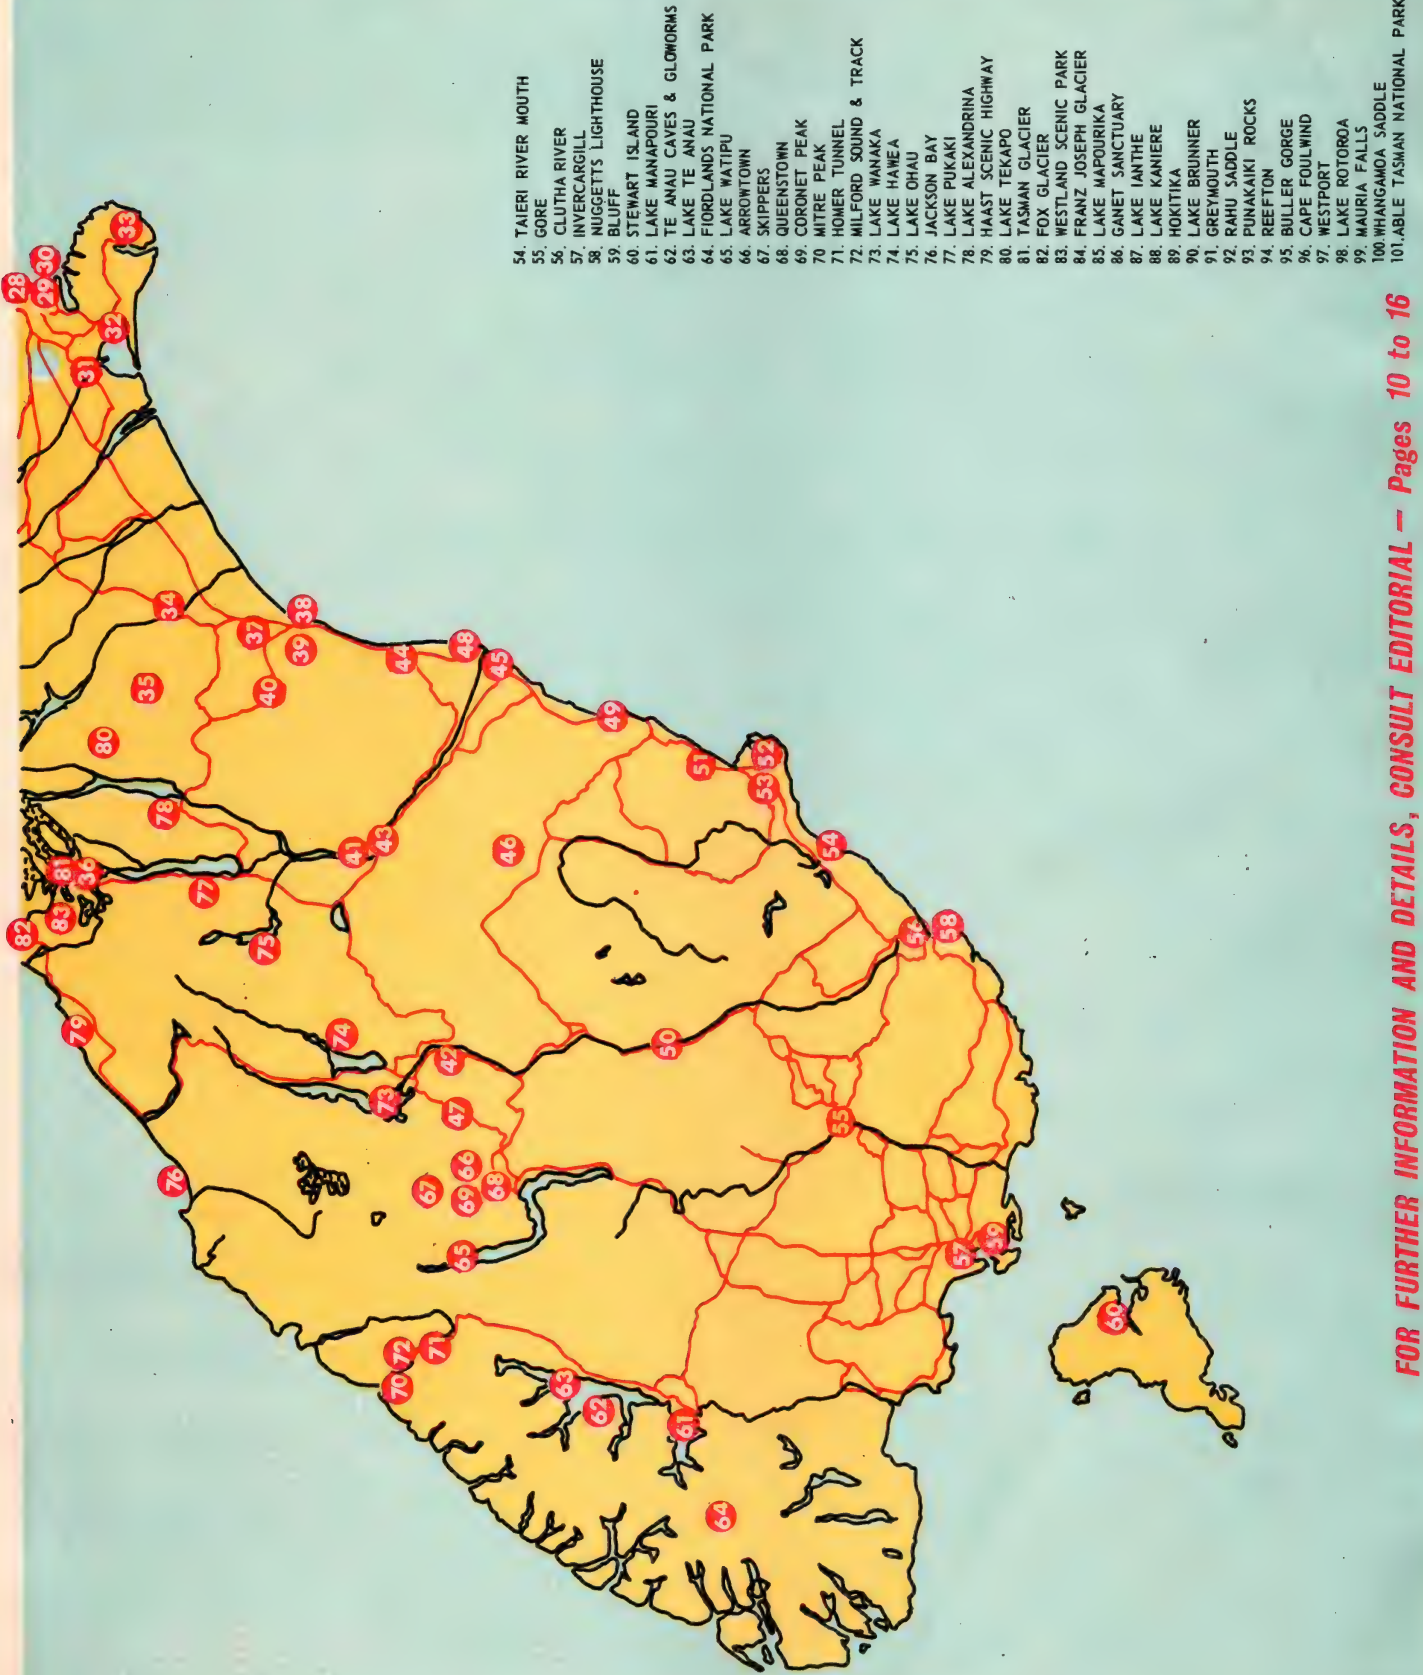 28
29 30
33
32
31
34
35
37
38
39
40
80
44
48
45
78
49
81
36
41
43
46
51
52
53
83
82
77
75
54
79
74
56
58
42
50
73
47
55
76
66
67
69
68
65
57
59
72
71
70
63
62
61
60
64
54. TAIERI RIVER MOUTH
55. GORE
56. CLUTHA RIVER
57. INVERCARGILL
58. NUGGETTS LIGHTHOUSE
59. BLUFF
60. STEWART ISLAND
61. LAKE MANAPOURI
62. TE ANAU CAVES & GLOWORMS
63. LAKE TE ANAU
64. FIORDLANDS NATIONAL PARK
65. LAKE WATIPU
66. ARROWTOWN
67. SKIPPERS
68. QUEENSTOWN
69. CORONET PEAK
70 MITRE PEAK
71. HOMER TUNNEL
72. MILFORD SOUND & TRACK
73. LAKE WANAKA
74. LAKE HAWEA
75. LAKE OHAU
76. JACKSON BAY
77. LAKE PUKAKI
78. LAKE ALEXANDRINA
79. HAAST SCENIC HIGHWAY
80. LAKE TEKAPO
81. TASMAN GLACIER
82. FOX GLACIER
83. WESTLAND SCENIC PARK
84. FRANZ JOSEPH GLACIER
85. LAKE MAPOURIKA
86. GANET SANCTUARY
87. LAKE IANTHE
88. LAKE KANIERE
89. HOKITIKA
90. LAKE BRUNNER
91. GREYMOUTH
92. RAHU SADDLE
93. PUNAKAIKI ROCKS
94. REEFTON
95. BULLER GORGE
96. CAPE FOULWIND
97. WESTPORT
98. LAKE ROTOROA
99. MAURIA FALLS
100. WHANGAMOA SADDLE
101. ABLE TASMAN NATIONAL PARK
FOR FURTHER INFORMATION AND DETAILS, CONSULT EDITORIAL – Pages 10 to 16